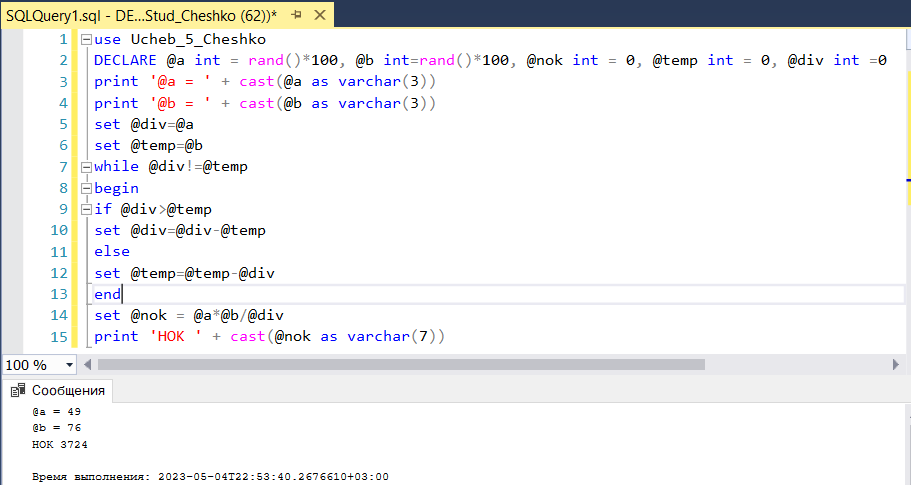 SQLQuery1.sql - DE...Stud_Cheshko (62))*
1 use Ucheb_5_Cheshko
2 DECLARE @a int = rand()*100, @b int=rand()*100, @nok int = 0, @temp int = 0, @div int =0
3 print '@a = ' + cast(@a as varchar(3))
4 print '@b = ' + cast(@b as varchar(3))
5 set @div=@a
6 set @temp=@b
7 while @div!=@temp
8 begin
9 if @div>@temp
10 set @div=@div-@temp
11 else
12 set @temp=@temp-@div
13 end
14 set @nok = @a*@b/@div
15 print 'НОК ' + cast(@nok as varchar(7))
100 %
Сообщения
@a = 49
@b = 76
НОК 3724
Время выполнения: 2023-05-04T22:53:40.2676610+03:00